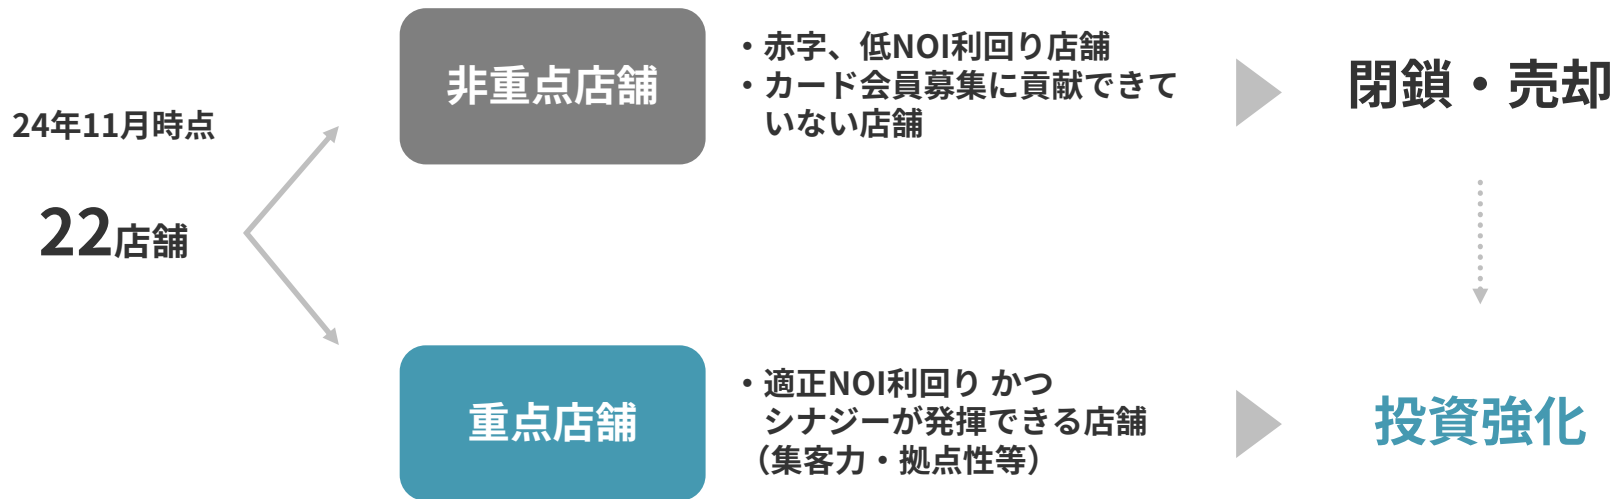 24年11月時点
22店舗
非重点店舗
・赤字、低NOI利回り店舗
・カード会員募集に貢献できて
いない店舗
閉鎖・売却
重点店舗
・適正NOI利回り かつ
シナジーが発揮できる店舗
（集客力・拠点性等）
投資強化